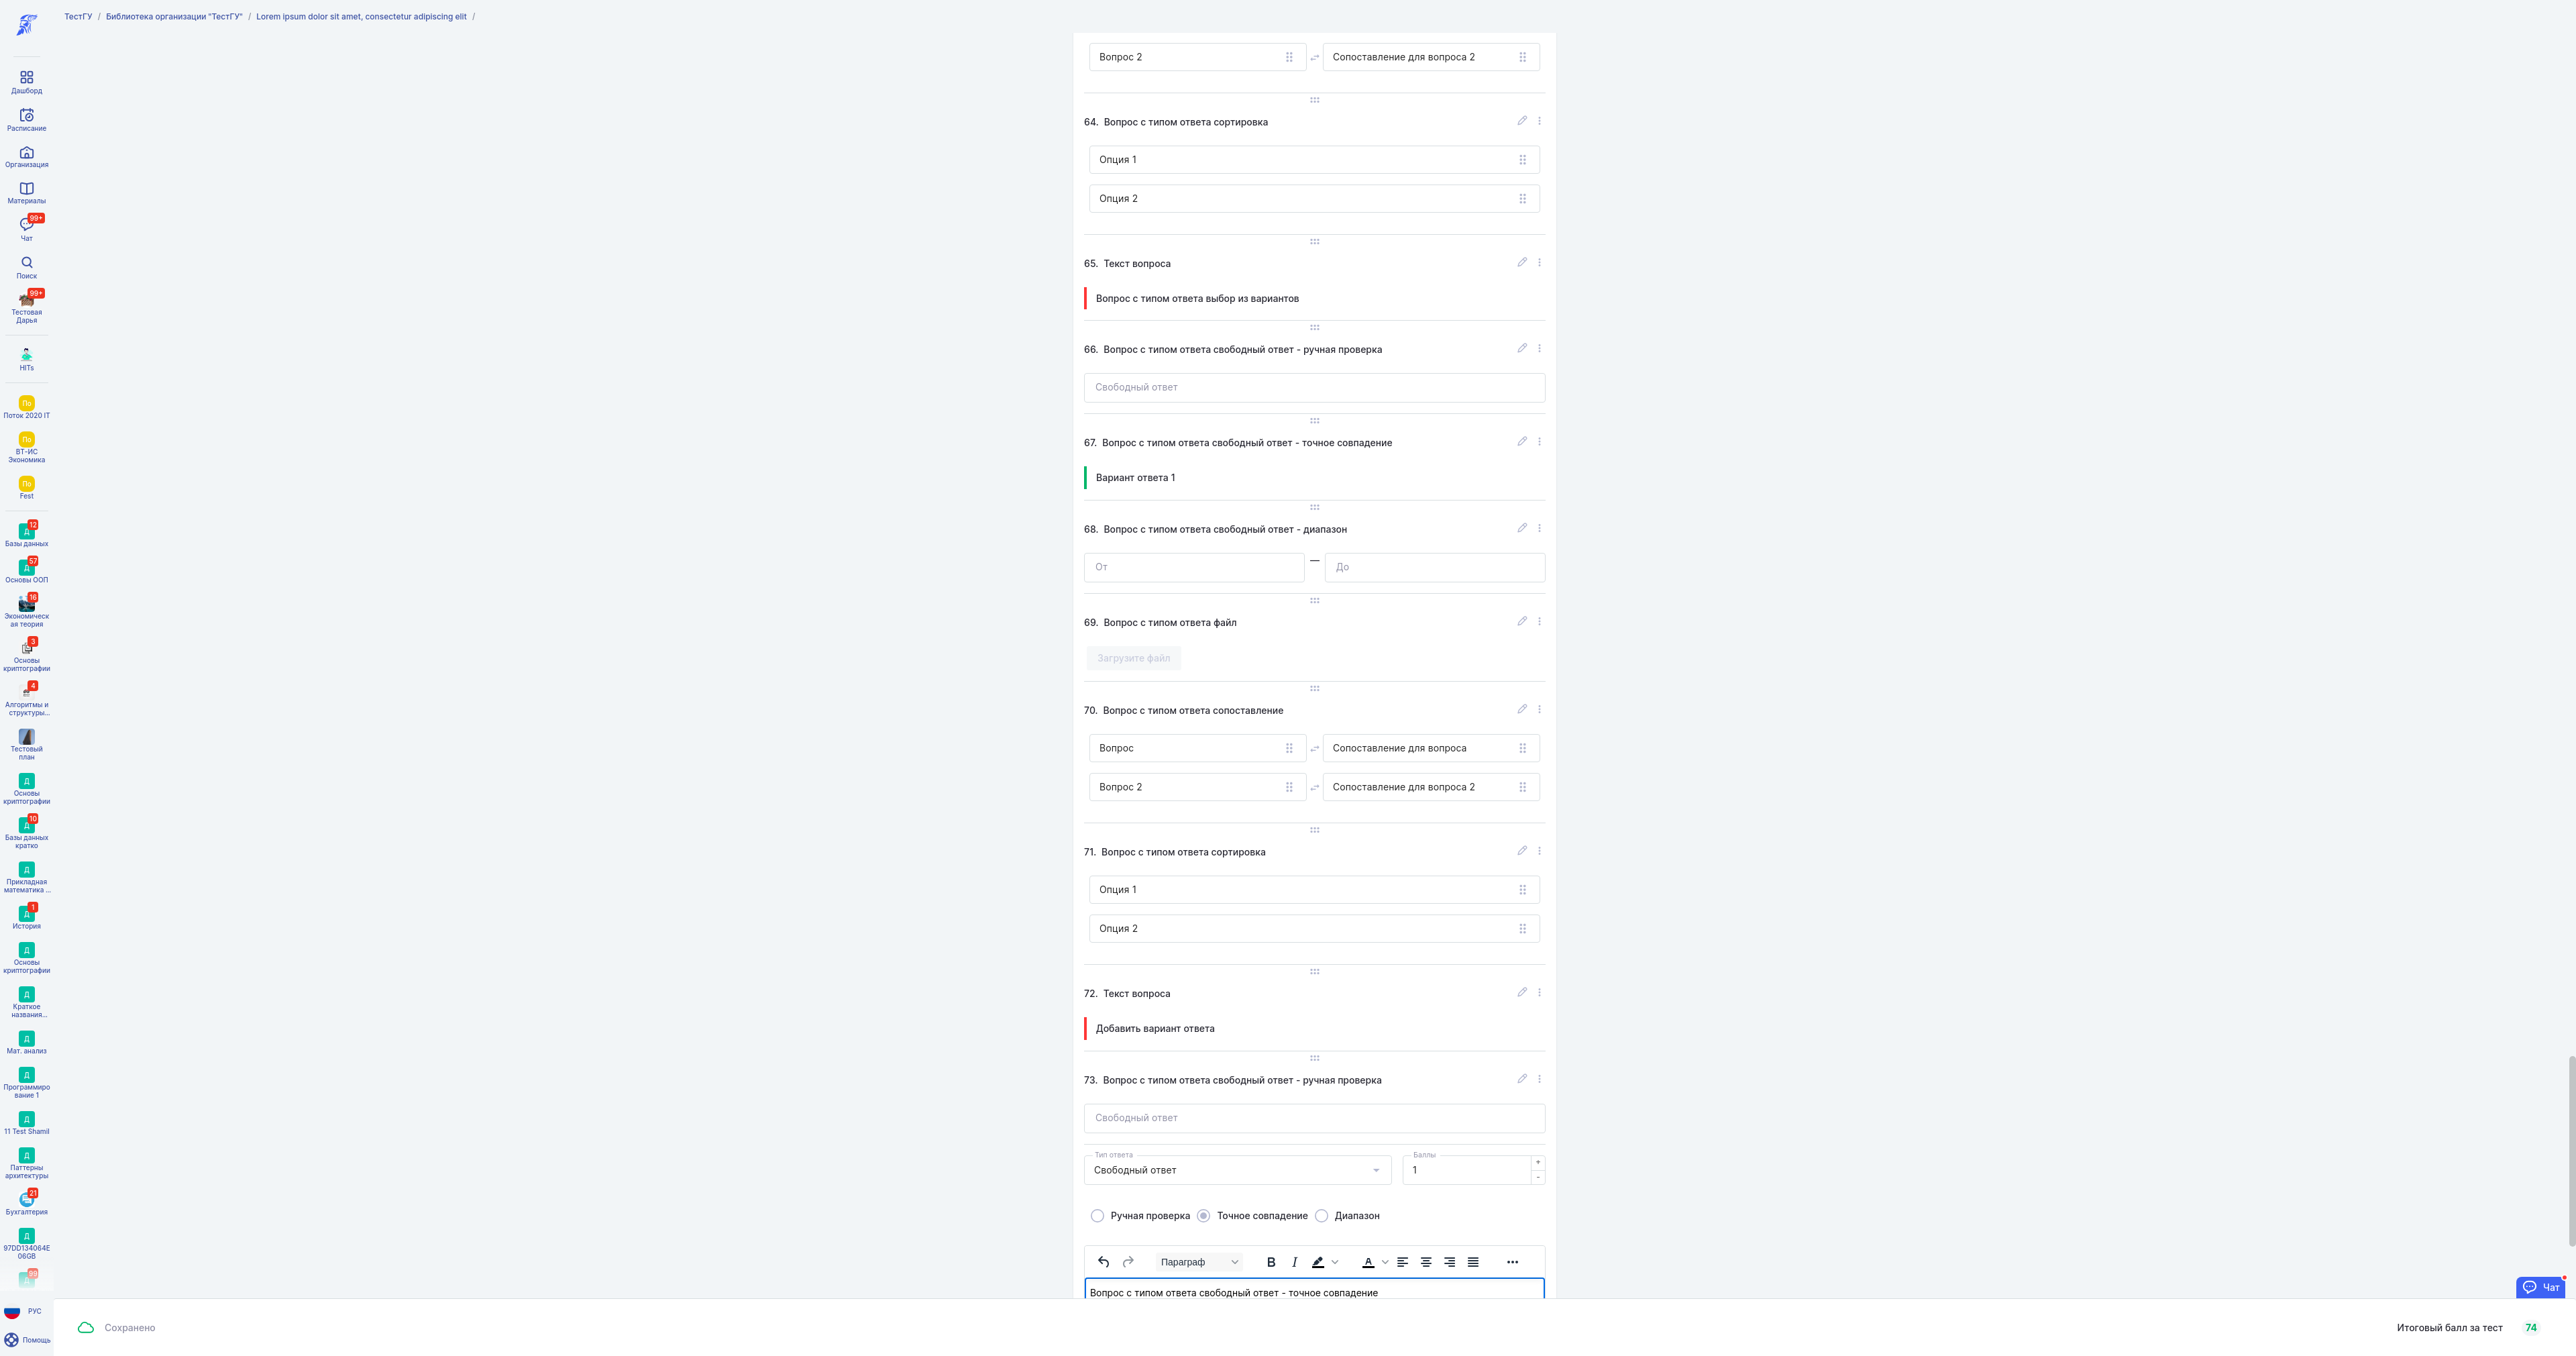 ТестГУ / Библиотека организации "ТестГУ" / Lorem ipsum dolor sit amet, consectetur adipiscing elit /
Дашборд
Расписание
Организация
Материалы
99+
Чат
Поиск
99+
Тестовая
Дарья
HITs
По
Поток 2020 IT
По
ВТ-ИС
Экономика
По
Fest
12
Д
Базы данных
57
Д
Основы ООП
16
Экономическ
ая теория
3
Основы
криптографии
4
Алгоритмы и
структуры...
Тестовый
план
Д
Основы
криптографии
10
Д
Базы данных
кратко
Д
Прикладная
математика ...
1
Д
История
Д
Основы
криптографии
Д
Краткое
названия...
Д
Мат. анализ
Д
Программиро
вание 1
Д
11 Test Shamil
Д
Паттерны
архитектуры
21
Бухгалтерия
Д
97DD134064E
06GB
99
Д
РУС
Помощь
Вопрос 2 Сопоставление для вопроса 2
64. Вопрос с типом ответа сортировка
Опция 1
Опция 2
65. Текст вопроса
Вопрос с типом ответа выбор из вариантов
66. Вопрос с типом ответа свободный ответ - ручная проверка
Свободный ответ
67. Вопрос с типом ответа свободный ответ - точное совпадение
Вариант ответа 1
68. Вопрос с типом ответа свободный ответ - диапазон
От — До
69. Вопрос с типом ответа файл
Загрузите файл
70. Вопрос с типом ответа сопоставление
Вопрос Сопоставление для вопроса
Вопрос 2 Сопоставление для вопроса 2
71. Вопрос с типом ответа сортировка
Опция 1
Опция 2
72. Текст вопроса
Добавить вариант ответа
73. Вопрос с типом ответа свободный ответ - ручная проверка
Свободный ответ
Тип ответа Баллы
Свободный ответ 1 + -
Ручная проверка Точное совпадение Диапазон
Параграф B I A
Вопрос с типом ответа свободный ответ - точное совпадение
Чат
Сохранено
Итоговый балл за тест 74